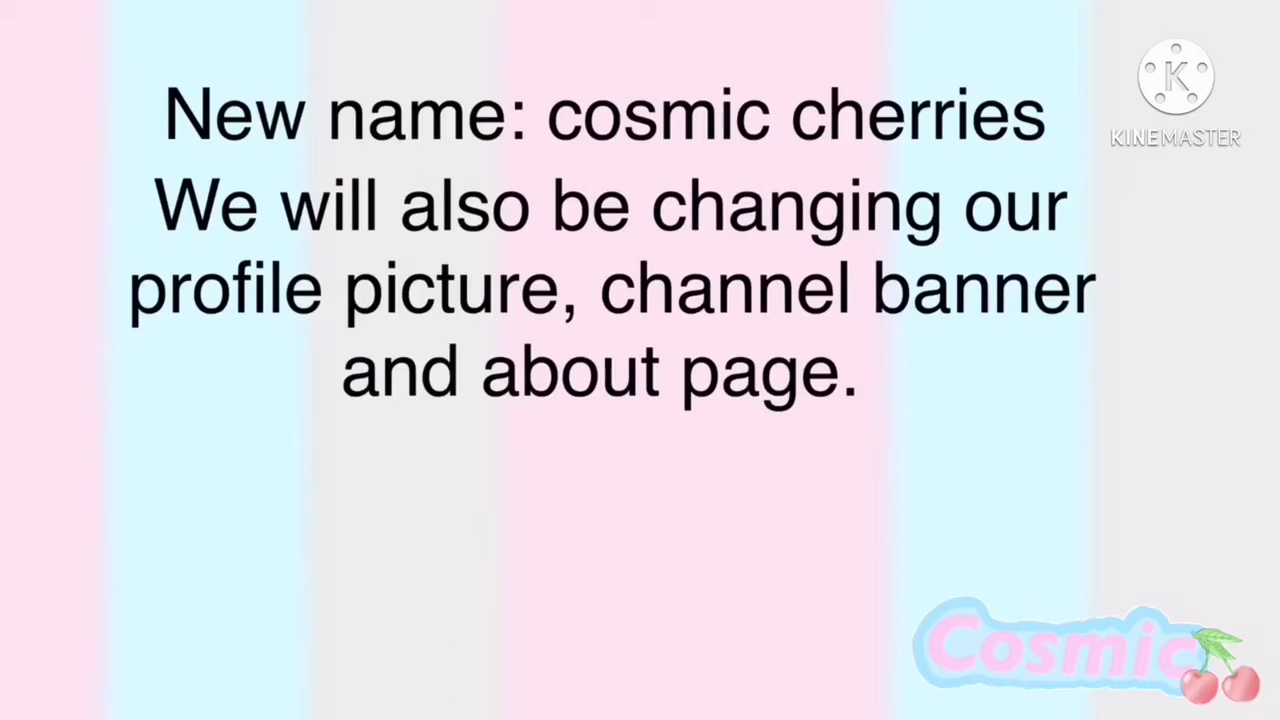 New name: cosmic cherries
We will also be changing our
profile picture, channel banner
and about page.
K
KINEMASTER
Cosmic